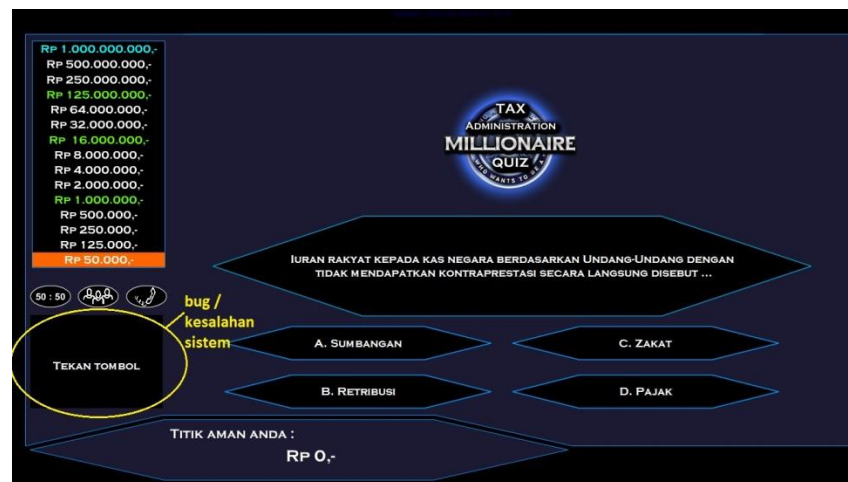 Rp 1.000.000.000,-
Rp 500.000.000,-
Rp 250.000.000,-
Rp 125.000.000,-
Rp 64.000.000,-
Rp 32.000.000,-
Rp 16.000.000,-
Rp 8.000.000,-
Rp 4.000.000,-
Rp 2.000.000,-
Rp 1.000.000,-
Rp 500.000,-
Rp 250.000,-
Rp 125.000,-
Rp 50.000,-
TAX
ADMINISTRATION
MILLIONAIRE
QUIZ
WHO WANTS TO BE A
IURAN RAKYAT KEPADA KAS NEGARA BERDASARKAN UNDANG-UNDANG DENGAN
TIDAK MENDAPATKAN KONTRAPRESTASI SECARA LANGSUNG DISEBUT ...
50 : 50
bug /
kesalahan
sistem
TEKAN TOMBOL
A. SUMBANGAN
C. ZAKAT
B. RETRIBUSI
D. PAJAK
TITIK AMAN ANDA :
RP 0,-